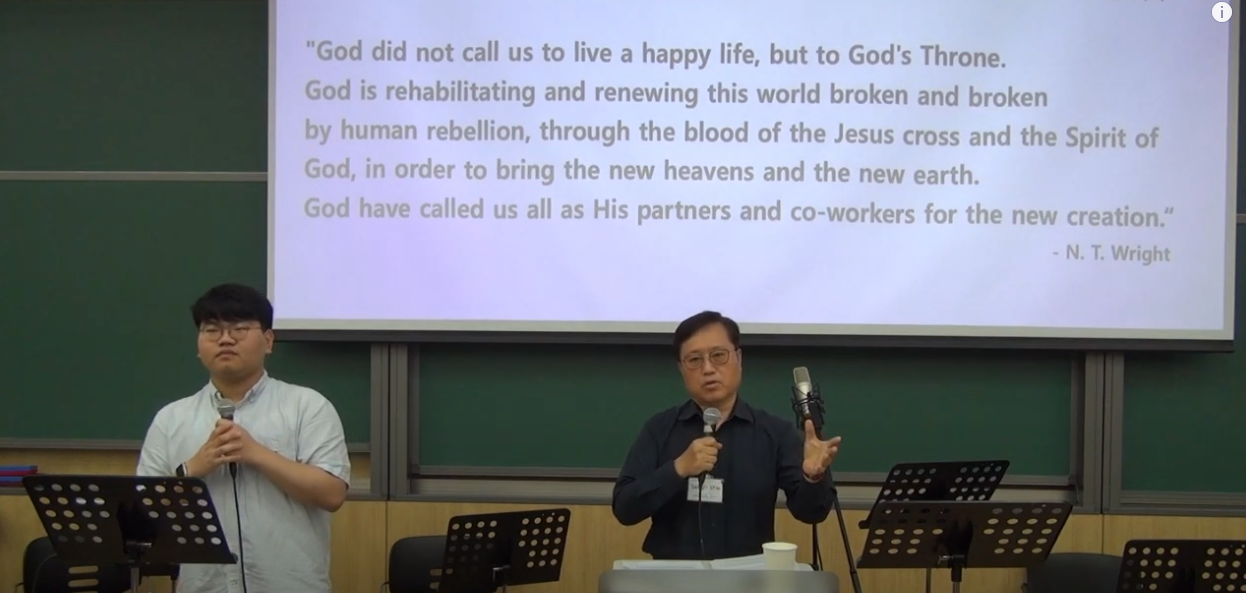 "God did not call us to live a happy life, but to God's Throne.
God is rehabilitating and renewing this world broken and broken
by human rebellion, through the blood of the Jesus cross and the Spirit of
God, in order to bring the new heavens and the new earth.
God have called us all as His partners and co-workers for the new creation."
- N. T. Wright